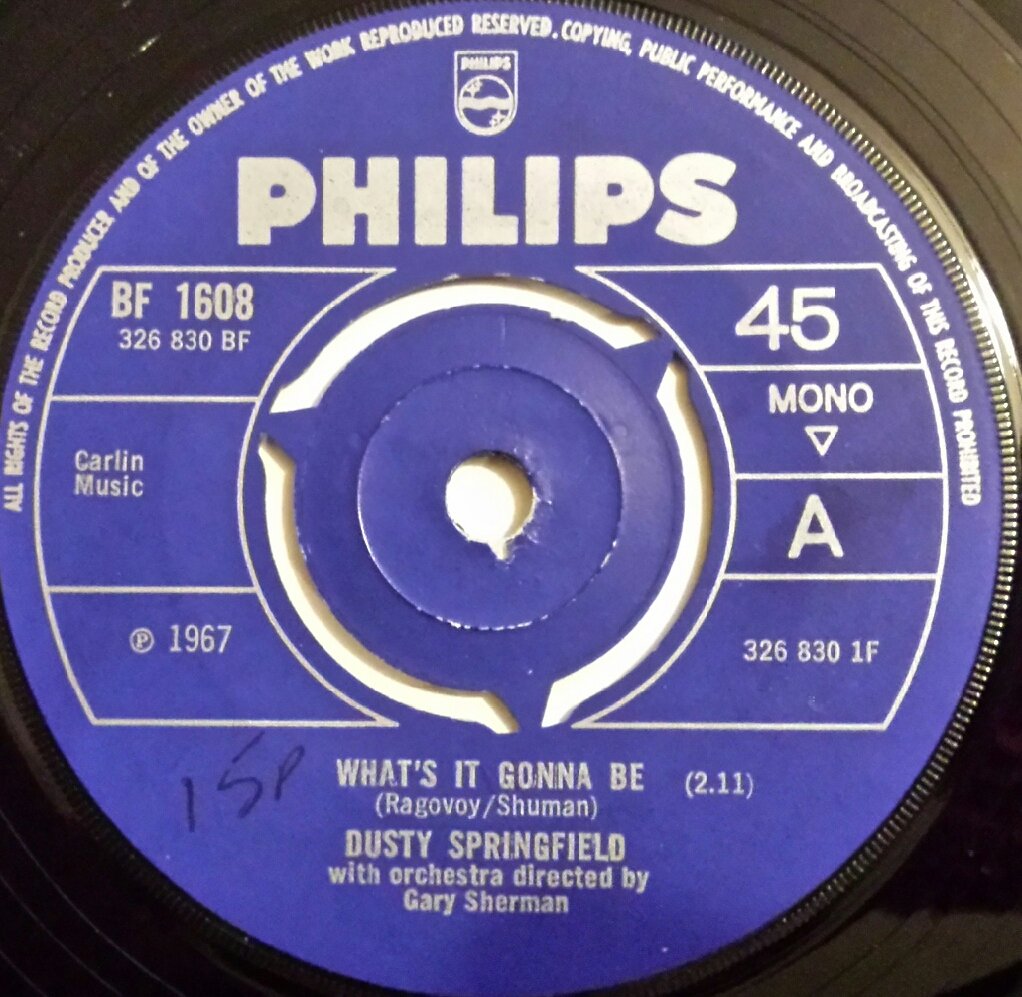 ALL RIGHTS OF THE RECORD PRODUCER AND OF THE OWNER OF THE WORK REPRODUCED RESERVED. COPYING, PUBLIC PERFORMANCE AND BROADCASTING OF THIS RECORD PROHIBITED
PHILIPS
PHILIPS
BF 1608
326 830 BF
45
MONO
Carlin
Music
A
℗ 1967
326 830 1F
15P
WHAT'S IT GONNA BE (2.11)
(Ragovoy/Shuman)
DUSTY SPRINGFIELD
with orchestra directed by
Gary Sherman